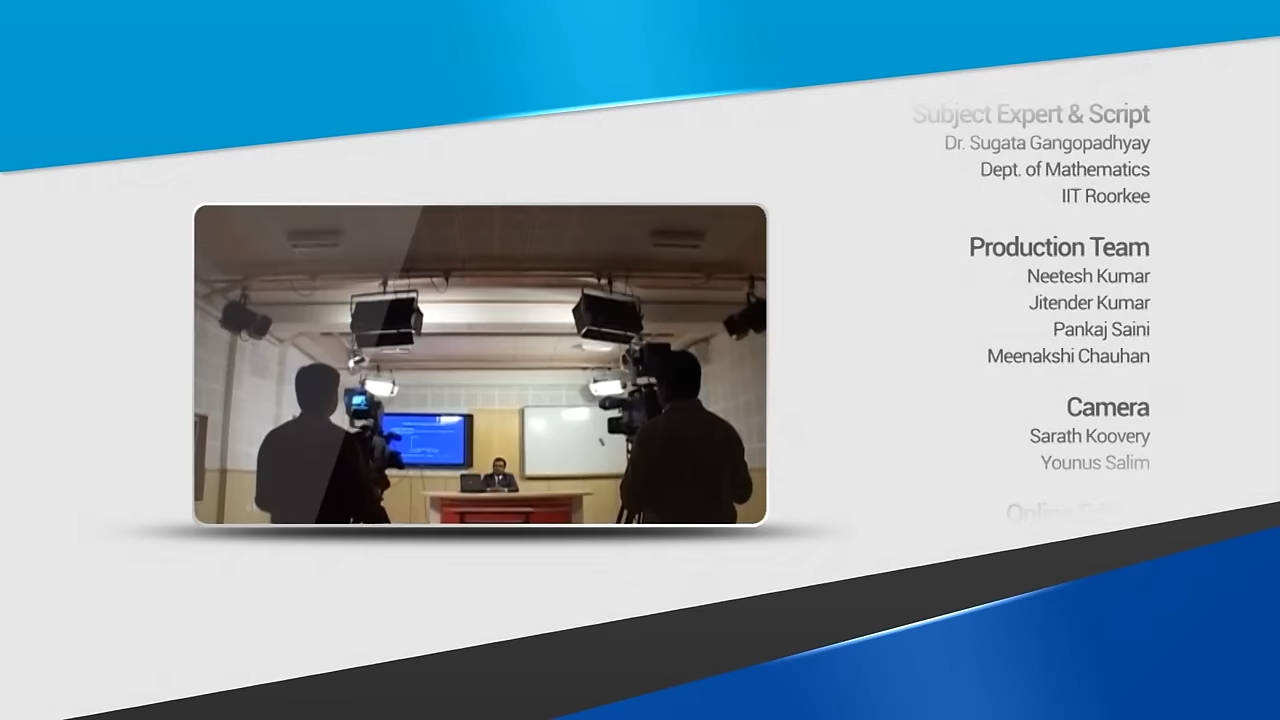 Subject Expert & Script
Dr. Sugata Gangopadhyay
Dept. of Mathematics
IIT Roorkee
Production Team
Neetesh Kumar
Jitender Kumar
Pankaj Saini
Meenakshi Chauhan
Camera
Sarath Koovery
Younus Salim
Online